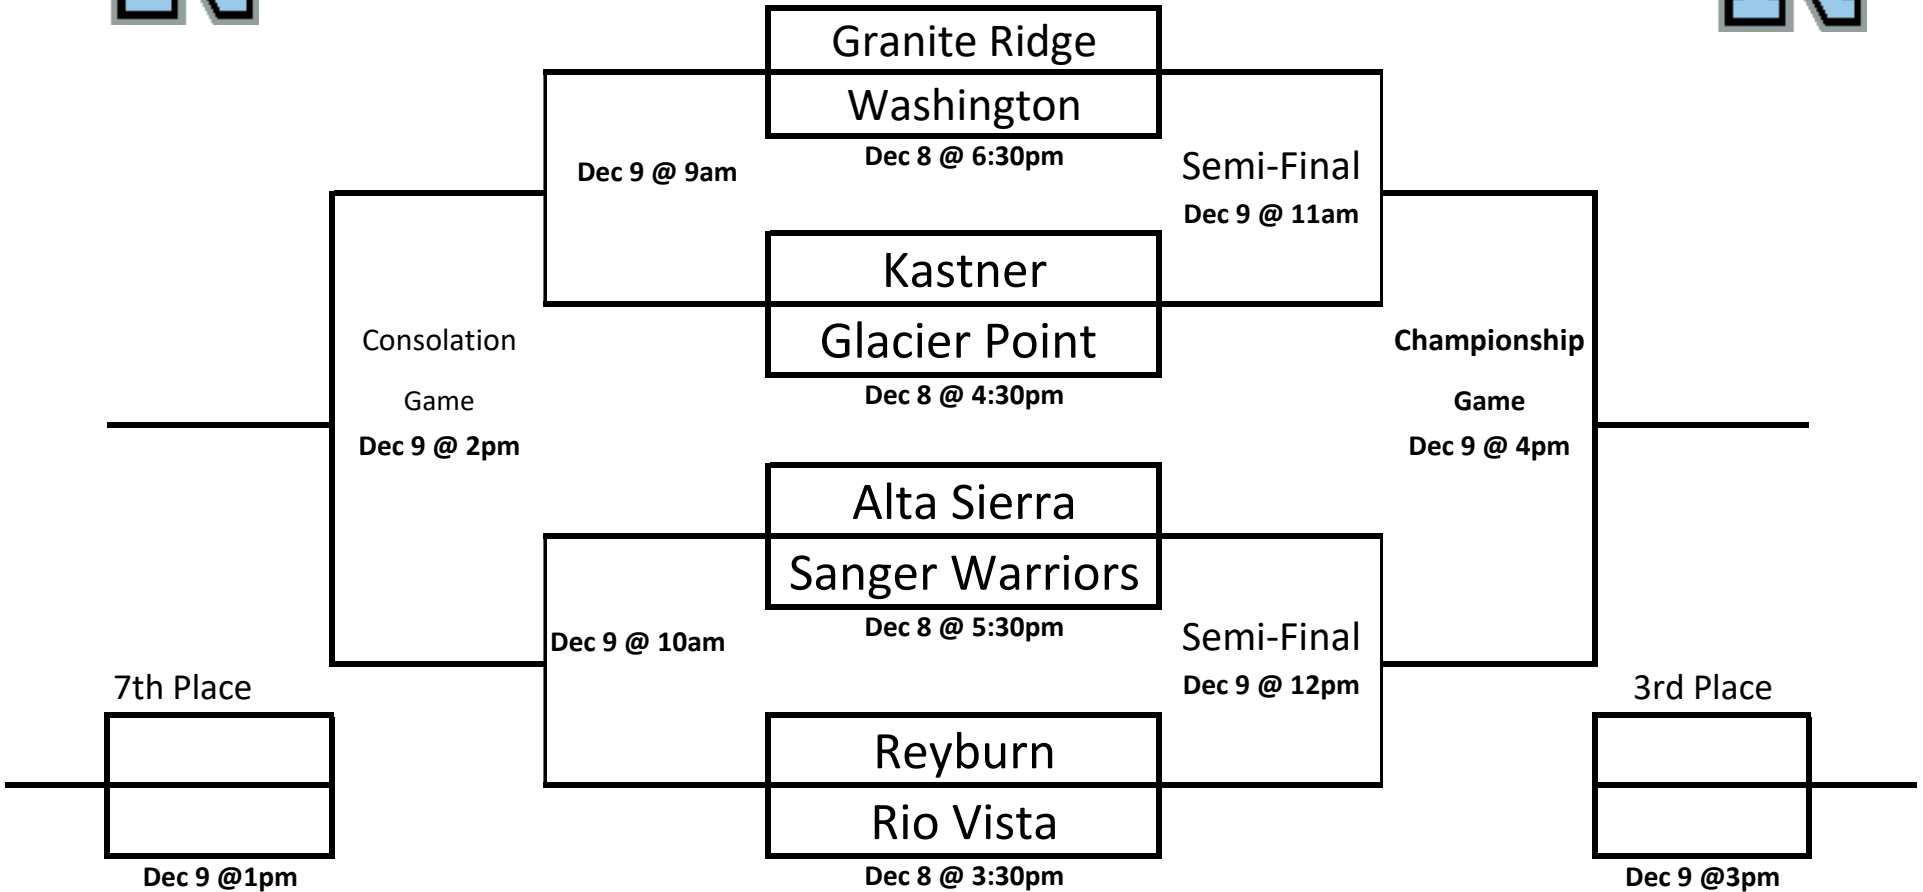 Granite Ridge
Washington
Dec 8 @ 6:30pm
Dec 9 @ 9am
Semi-Final
Dec 9 @ 11am
Kastner
Glacier Point
Dec 8 @ 4:30pm
Consolation
Game
Dec 9 @ 2pm
Championship
Game
Dec 9 @ 4pm
Alta Sierra
Sanger Warriors
Dec 8 @ 5:30pm
Dec 9 @ 10am
Semi-Final
Dec 9 @ 12pm
7th Place
Dec 9 @1pm
Reyburn
Rio Vista
Dec 8 @ 3:30pm
3rd Place
Dec 9 @3pm